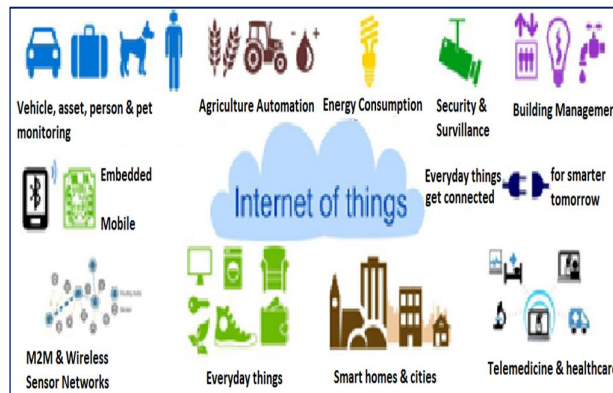 Vehicle, asset, person & pet
monitoring
Agriculture Automation
Energy Consumption
Security &
Survillance
Building Managemen
Embedded
Mobile
Internet of things
Everyday things
get connected
for smarter
tomorrow
M2M & Wireless
Sensor Networks
Everyday things
Smart homes & cities
Telemedicine & healthcare